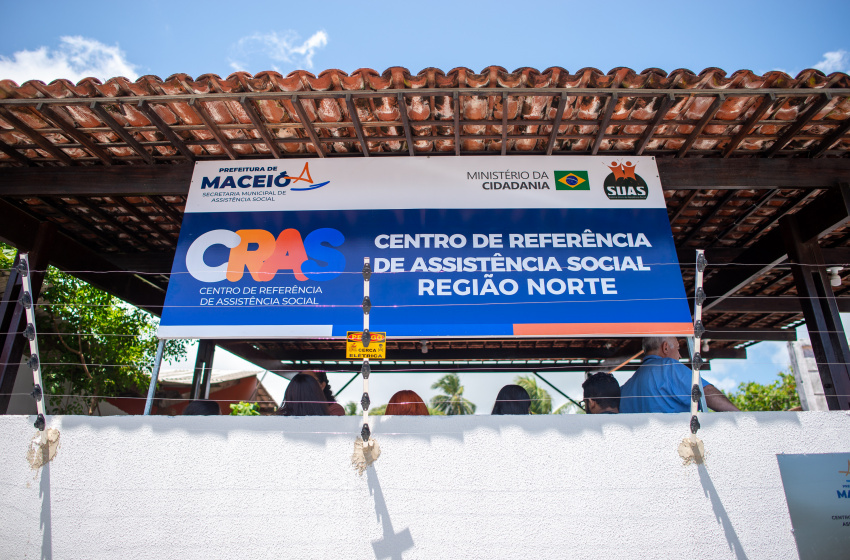 PREFEITURA DE
MACEIÓ
SECRETARIA MUNICIPAL DE
ASSISTÊNCIA SOCIAL
MINISTÉRIO DA
CIDADANIA
SUAS
CRAS
CENTRO DE REFERÊNCIA
DE ASSISTÊNCIA SOCIAL
CENTRO DE REFERÊNCIA
DE ASSISTÊNCIA SOCIAL
REGIÃO NORTE
PERIGO
CERCA
ELÉTRICA